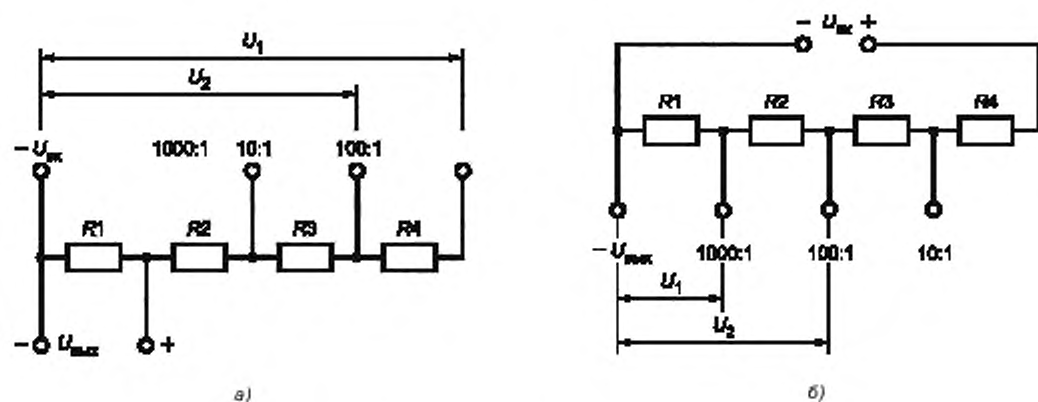 U₁
U₂
- Uвх 1000:1 10:1 100:1
R1 R2 R3 R4
- Uвых +
а)
- Uвх +
R1 R2 R3 R4
- Uвых 1000:1 100:1 10:1
U₁
U₂
б)